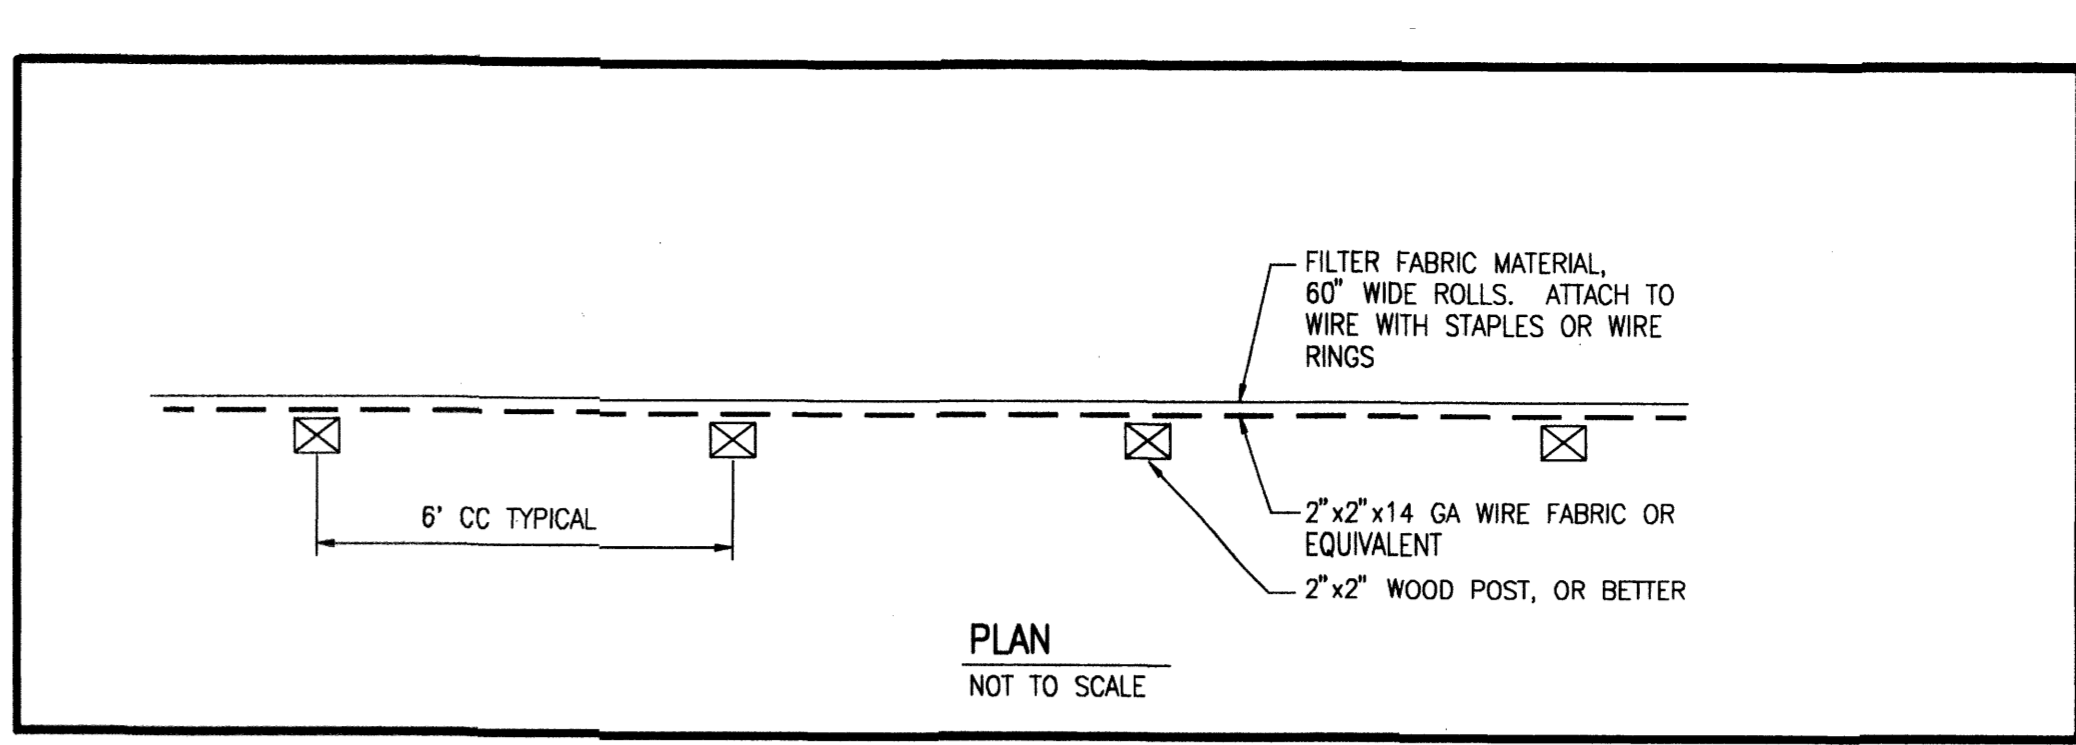 FILTER FABRIC MATERIAL,
60" WIDE ROLLS. ATTACH TO
WIRE WITH STAPLES OR WIRE
RINGS
6' CC TYPICAL
2"x2"x14 GA WIRE FABRIC OR
EQUIVALENT
2"x2" WOOD POST, OR BETTER
PLAN
NOT TO SCALE